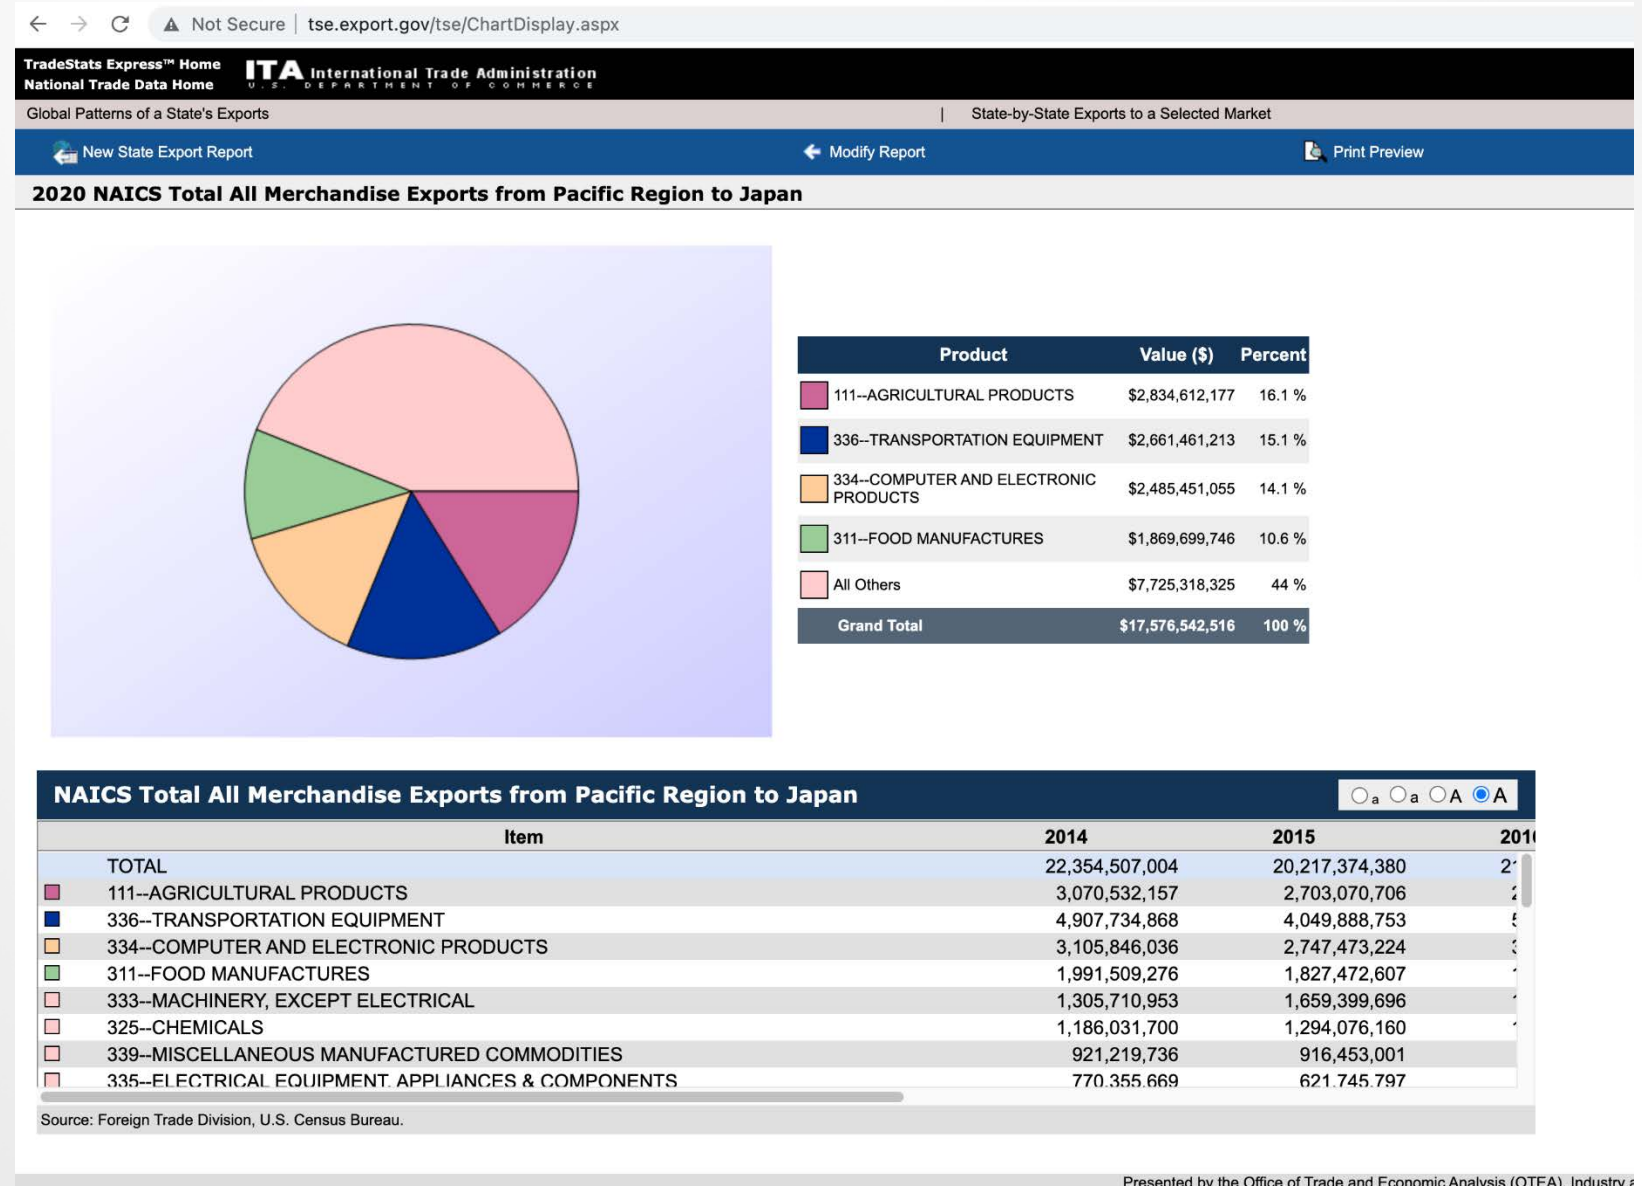 Not Secure | tse.export.gov/tse/ChartDisplay.aspx
TradeStats Express™ Home
National Trade Data Home
ITA International Trade Administration
U.S. DEPARTMENT OF COMMERCE
Global Patterns of a State's Exports | State-by-State Exports to a Selected Market
New State Export Report Modify Report Print Preview
2020 NAICS Total All Merchandise Exports from Pacific Region to Japan
Product Value ($) Percent
111--AGRICULTURAL PRODUCTS $2,834,612,177 16.1 %
336--TRANSPORTATION EQUIPMENT $2,661,461,213 15.1 %
334--COMPUTER AND ELECTRONIC
PRODUCTS $2,485,451,055 14.1 %
311--FOOD MANUFACTURES $1,869,699,746 10.6 %
All Others $7,725,318,325 44 %
Grand Total $17,576,542,516 100 %
NAICS Total All Merchandise Exports from Pacific Region to Japan a a A A
Item 2014 2015
TOTAL 22,354,507,004 20,217,374,380
111--AGRICULTURAL PRODUCTS 3,070,532,157 2,703,070,706
336--TRANSPORTATION EQUIPMENT 4,907,734,868 4,049,888,753
334--COMPUTER AND ELECTRONIC PRODUCTS 3,105,846,036 2,747,473,224
311--FOOD MANUFACTURES 1,991,509,276 1,827,472,607
333--MACHINERY, EXCEPT ELECTRICAL 1,305,710,953 1,659,399,696
325--CHEMICALS 1,186,031,700 1,294,076,160
339--MISCELLANEOUS MANUFACTURED COMMODITIES 921,219,736 916,453,001
335--ELECTRICAL EQUIPMENT, APPLIANCES & COMPONENTS 770,355,669 621,745,797
Source: Foreign Trade Division, U.S. Census Bureau.
Presented by the Office of Trade and Economic Analysis (OTEA), Industry